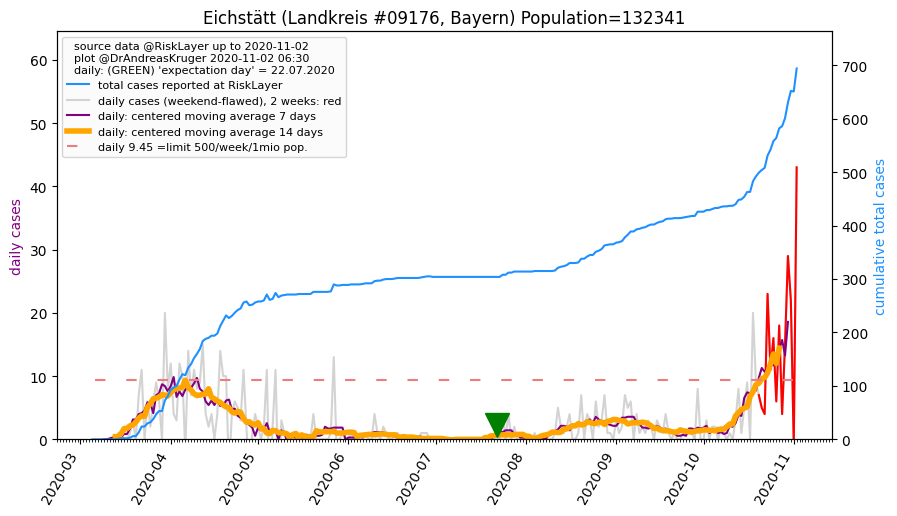 Eichstätt (Landkreis #09176, Bayern) Population=132341
source data @RiskLayer up to 2020-11-02
plot @DrAndreasKruger 2020-11-02 06:30
daily: (GREEN) 'expectation day' = 22.07.2020
total cases reported at RiskLayer
daily cases (weekend-flawed), 2 weeks: red
daily: centered moving average 7 days
daily: centered moving average 14 days
daily 9.45 =limit 500/week/1mio pop.
daily cases
60
50
40
30
20
10
0
cumulative total cases
700
600
500
400
300
200
100
0
2020-03
2020-04
2020-05
2020-06
2020-07
2020-08
2020-09
2020-10
2020-11